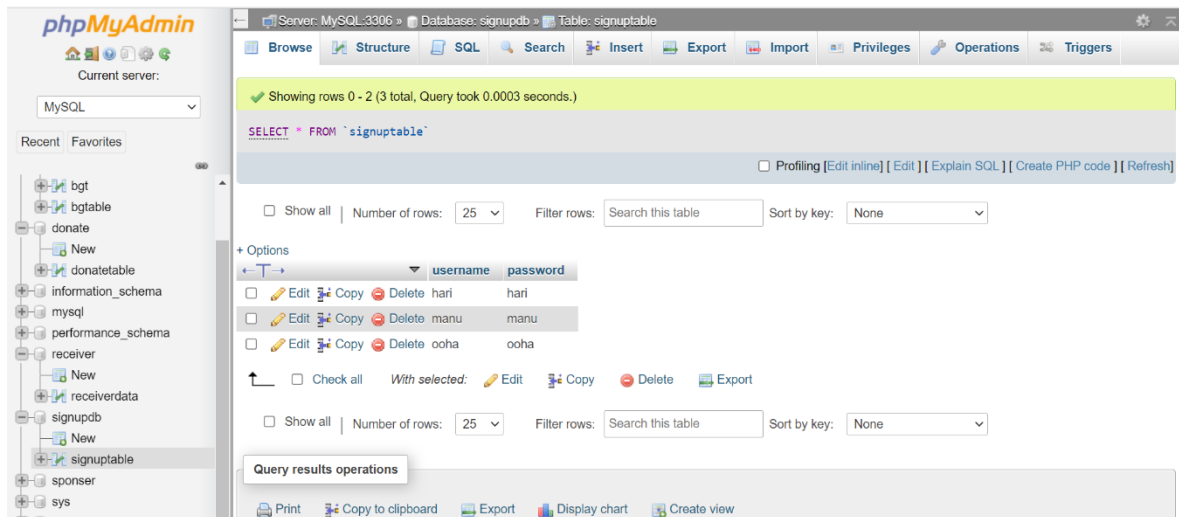 phpMyAdmin
Current server:
MySQL
Recent Favorites
bgt
bgtable
donate
New
donatetable
information_schema
mysql
performance_schema
receiver
New
receiverdata
signupdb
New
signuptable
sponser
sys
Server: MySQL:3306 » Database: signupdb » Table: signuptable
Browse Structure SQL Search Insert Export Import Privileges Operations Triggers
Showing rows 0 - 2 (3 total, Query took 0.0003 seconds.)
SELECT * FROM `signuptable`
Profiling [Edit inline] [ Edit ] [ Explain SQL ] [ Create PHP code ] [ Refresh]
Show all | Number of rows: 25 Filter rows: Search this table Sort by key: None
+ Options
←T→ username password
Edit Copy Delete hari hari
Edit Copy Delete manu manu
Edit Copy Delete ooha ooha
Check all With selected: Edit Copy Delete Export
Show all | Number of rows: 25 Filter rows: Search this table Sort by key: None
Query results operations
Print Copy to clipboard Export Display chart Create view